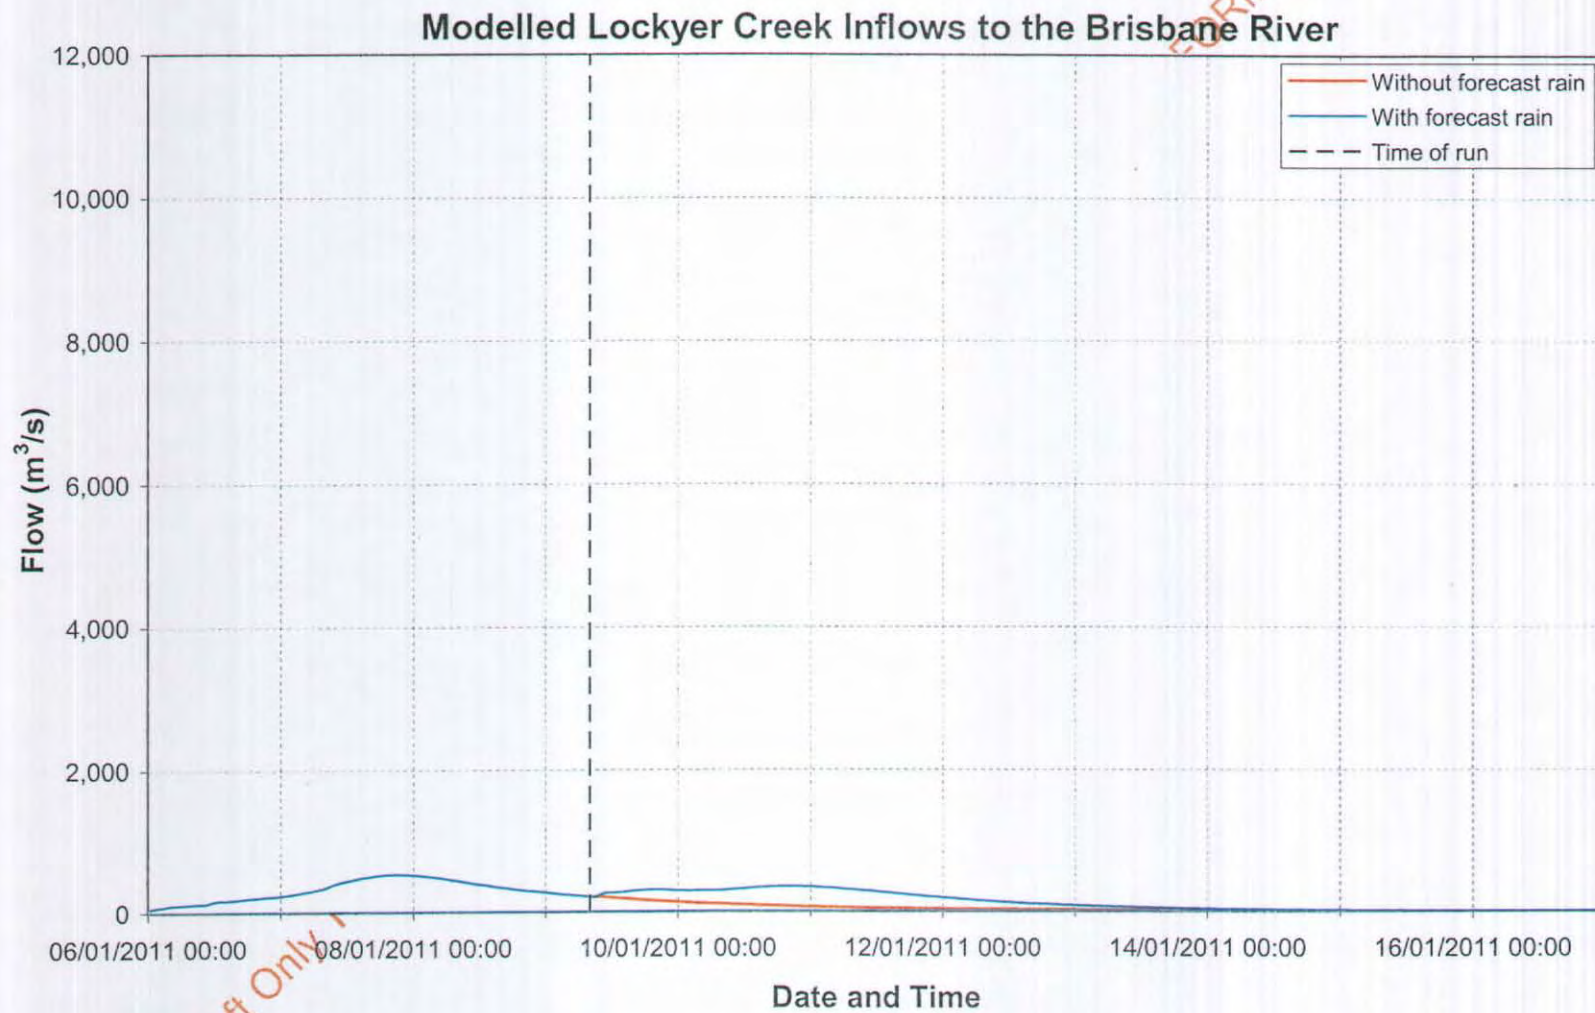 Modelled Lockyer Creek Inflows to the Brisbane River
12,000
10,000
8,000
6,000
4,000
2,000
0
Flow (m³/s)
Without forecast rain
With forecast rain
Time of run
06/01/2011 00:00
08/01/2011 00:00
10/01/2011 00:00
12/01/2011 00:00
14/01/2011 00:00
16/01/2011 00:00
Date and Time
Only